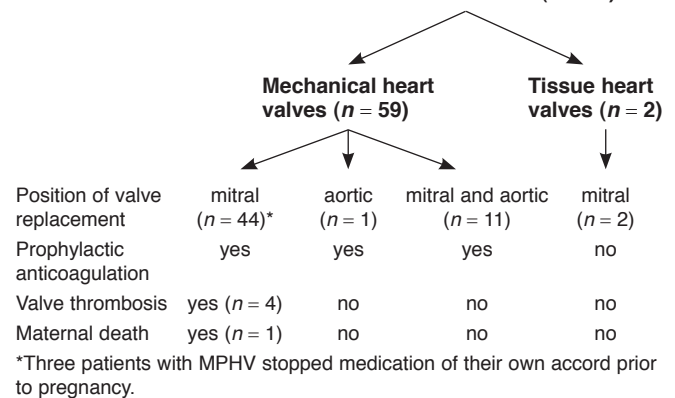 Mechanical heart Tissue heart
valves (n = 59) valves (n = 2)
Position of valve mitral aortic mitral and aortic mitral
replacement (n = 44)* (n = 1) (n = 11) (n = 2)
Prophylactic yes yes yes no
anticoagulation
Valve thrombosis yes (n = 4) no no no
Maternal death yes (n = 1) no no no
*Three patients with MPHV stopped medication of their own accord prior
to pregnancy.